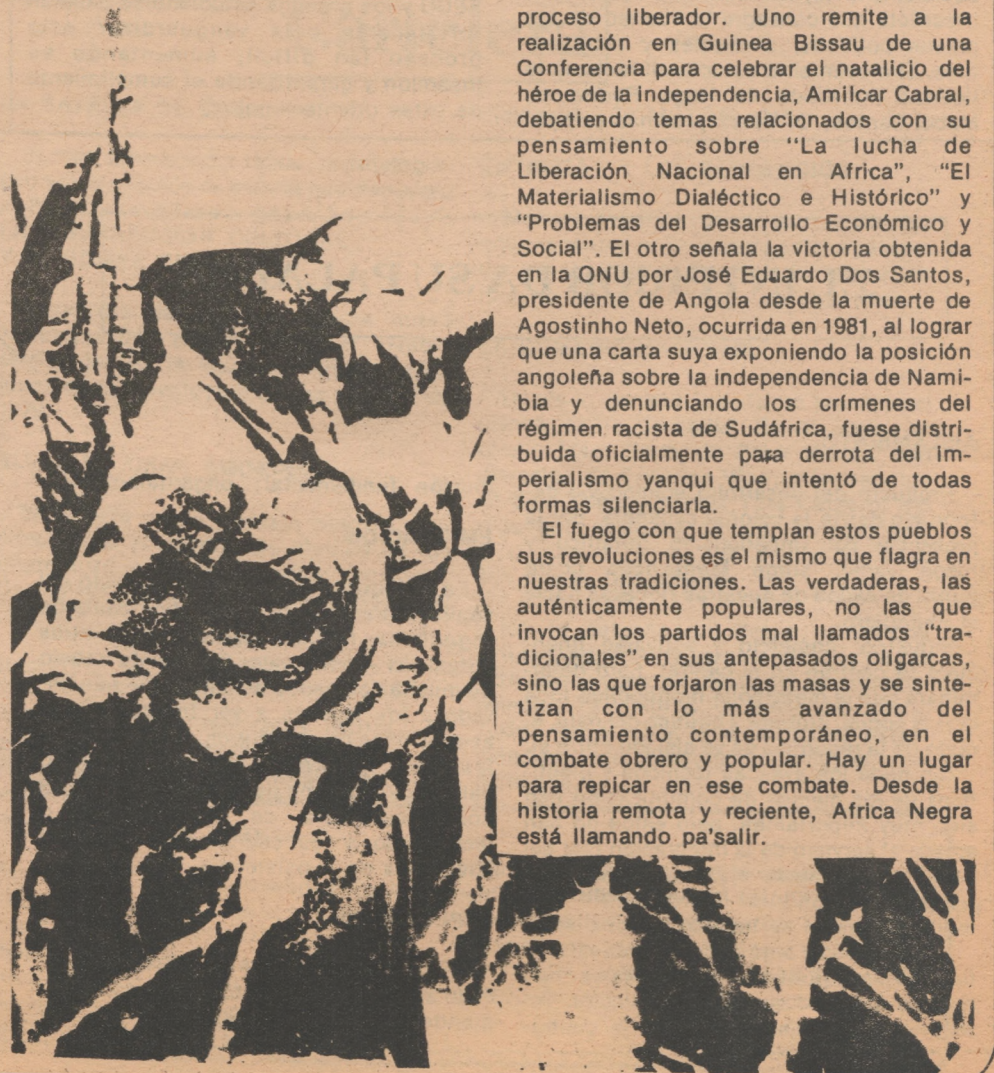 proceso liberador. Uno remite a la
realización en Guinea Bissau de una
Conferencia para celebrar el natalicio del
héroe de la independencia, Amilcar Cabral,
debatiendo temas relacionados con su
pensamiento sobre “La lucha de
Liberación Nacional en Africa”, “El
Materialismo Dialéctico e Histórico” y
“Problemas del Desarrollo Económico y
Social”. El otro señala la victoria obtenida
en la ONU por José Eduardo Dos Santos,
presidente de Angola desde la muerte de
Agostinho Neto, ocurrida en 1981, al lograr
que una carta suya exponiendo la posición
angoleña sobre la independencia de Nami-
bia y denunciando los crímenes del
régimen racista de Sudáfrica, fuese distri-
buida oficialmente para derrota del im-
perialismo yanqui que intentó de todas
formas silenciarla.
El fuego con que templan estos pueblos
sus revoluciones es el mismo que flagra en
nuestras tradiciones. Las verdaderas, las
auténticamente populares, no las que
invocan los partidos mal llamados “tra-
dicionales” en sus antepasados oligarcas,
sino las que forjaron las masas y se sinte-
tizan con lo más avanzado del
pensamiento contemporáneo, en el
combate obrero y popular. Hay un lugar
para repicar en ese combate. Desde la
historia remota y reciente, Africa Negra
está llamando pa'salir.